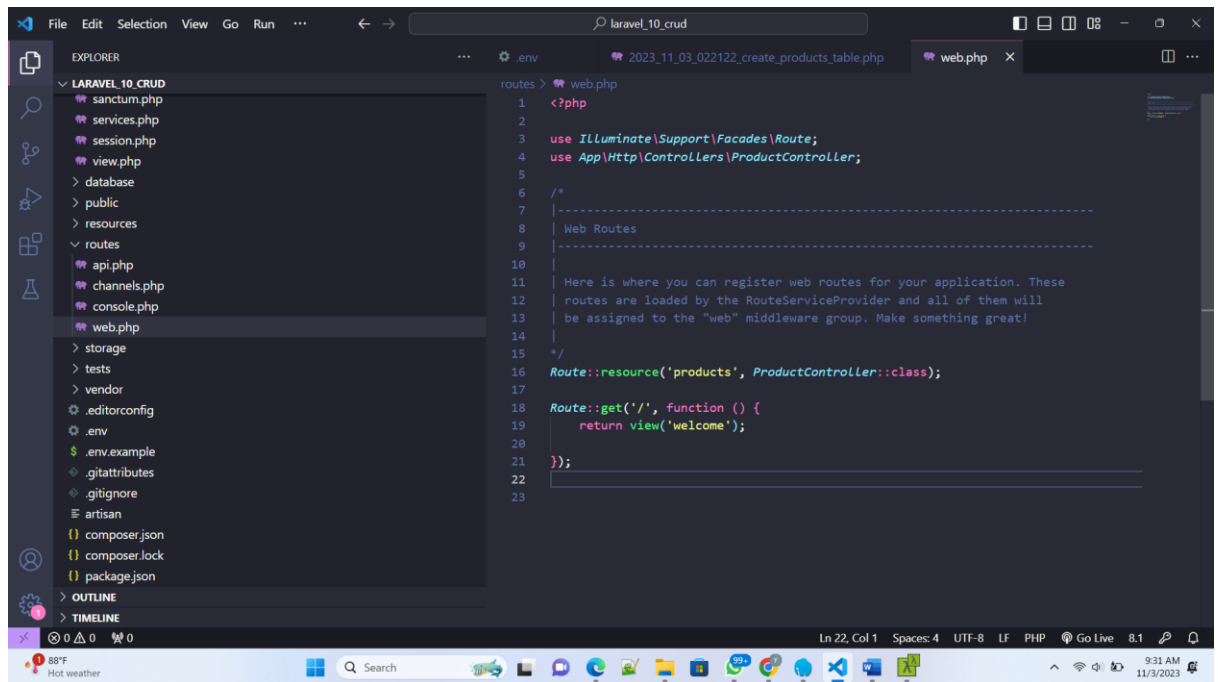 File Edit Selection View Go Run ··· ← → laravel_10_crud
EXPLORER ···
LARAVEL_10_CRUD
sanctum.php
services.php
session.php
view.php
> database
> public
> resources
routes
api.php
channels.php
console.php
web.php
> storage
> tests
> vendor
.editorconfig
.env
$ .env.example
.gitattributes
.gitignore
artisan
{} composer.json
{} composer.lock
{} package.json
> OUTLINE
> TIMELINE
.env 2023_11_03_022122_create_products_table.php web.php ×
routes > web.php
1 <?php
2
3 use Illuminate\Support\Facades\Route;
4 use App\Http\Controllers\ProductController;
5
6 /*
7 |--------------------------------------------------------------------------
8 | Web Routes
9 |--------------------------------------------------------------------------
10 |
11 | Here is where you can register web routes for your application. These
12 | routes are loaded by the RouteServiceProvider and all of them will
13 | be assigned to the "web" middleware group. Make something great!
14 |
15 */
16 Route::resource('products', ProductController::class);
17
18 Route::get('/', function () {
19 return view('welcome');
20
21 });
22
23
1
0 0 0 Ln 22, Col 1 Spaces: 4 UTF-8 LF PHP Go Live 8.1
1 88°F
Hot weather
Search
99+
9:31 AM
11/3/2023